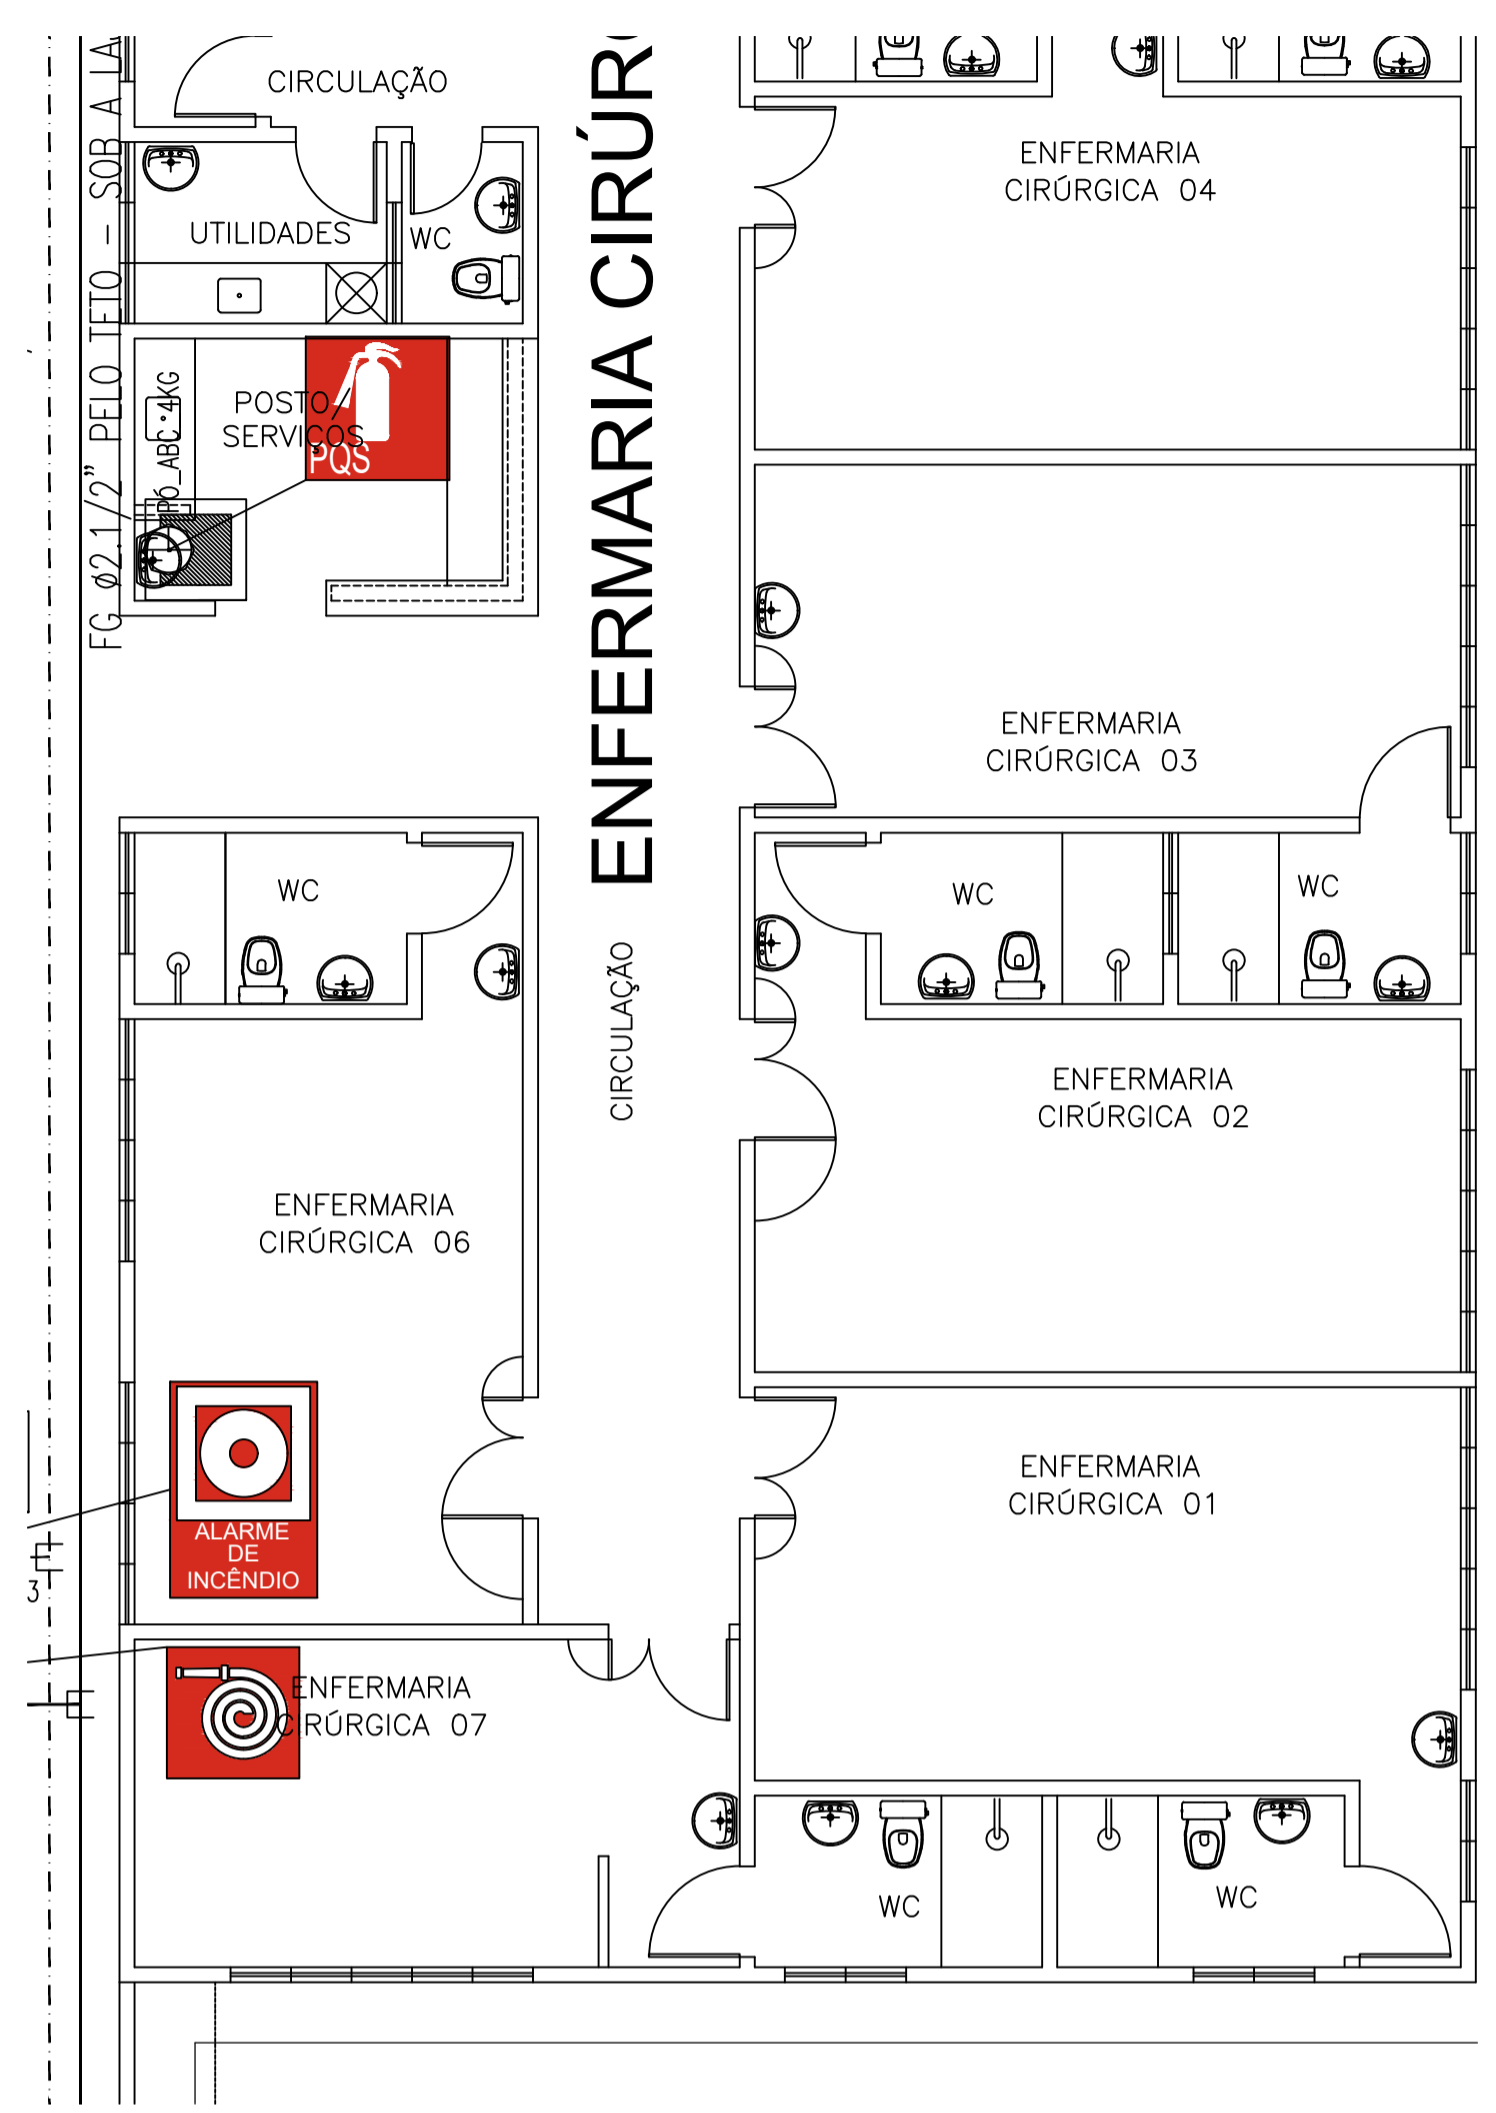 CIRCULAÇÃO
ENFERMARIA
CIRÚRGICA 04
UTILIDADES
WC
FG ø2.1/2" PELO TETO - SOB A LA
ENFERMARIA CIRÚRG
PÓ_ABC 4KG
POSTO/
SERVIÇOS
PQS
ENFERMARIA
CIRÚRGICA 03
WC
WC
WC
CIRCULAÇÃO
ENFERMARIA
CIRÚRGICA 02
ENFERMARIA
CIRÚRGICA 06
ENFERMARIA
CIRÚRGICA 01
ALARME
DE
INCÊNDIO
3
ENFERMARIA
CIRÚRGICA 07
WC
WC